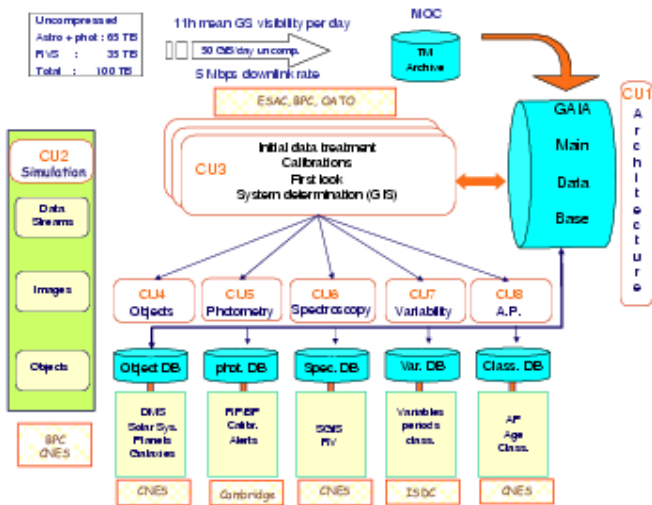 Uncompressed
Astro + phot : 65 TB
RVS : 35 TB
Total : 100 TB
11h mean GS visibility per day
50 GB/day uncomp.
5 Mbps downlink rate
MOC
TM
Archive
ESAC, BPC, OATO
CU1
Architecture
GAIA
Main
Data
Base
CU3
Initial data treatment
Calibrations
First look
System determination (GIS)
CU2
Simulation
Data
Streams
Images
Objects
BPC
CNES
CU4
Objects
CU5
Photometry
CU6
Spectroscopy
CU7
Variability
CU8
A.P.
Object DB
phot. DB
Spec. DB
Var. DB
Class. DB
DMS
Solar Sys.
Planets
Galaxies
Calibr.
Alerts
RV
Variables
periods
class.
AP
Age
Class.
CNES
Cambridge
CNES
ISDC
CNES